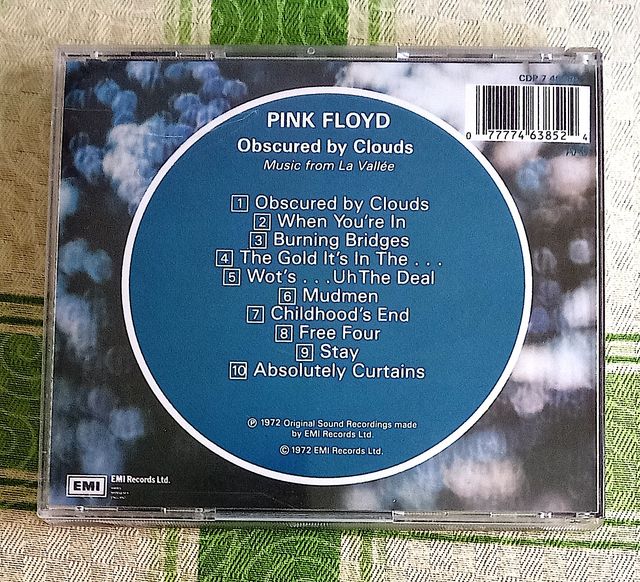 CDP 7
0 77774 63852 4
PINK FLOYD
Obscured by Clouds
Music from La Vallée
1 Obscured by Clouds
2 When You're In
3 Burning Bridges
4 The Gold It's In The . . .
5 Wot's . . . Uh The Deal
6 Mudmen
7 Childhood's End
8 Free Four
9 Stay
10 Absolutely Curtains
℗ 1972 Original Sound Recordings made
by EMI Records Ltd.
© 1972 EMI Records Ltd.
EMI
EMI Records Ltd.